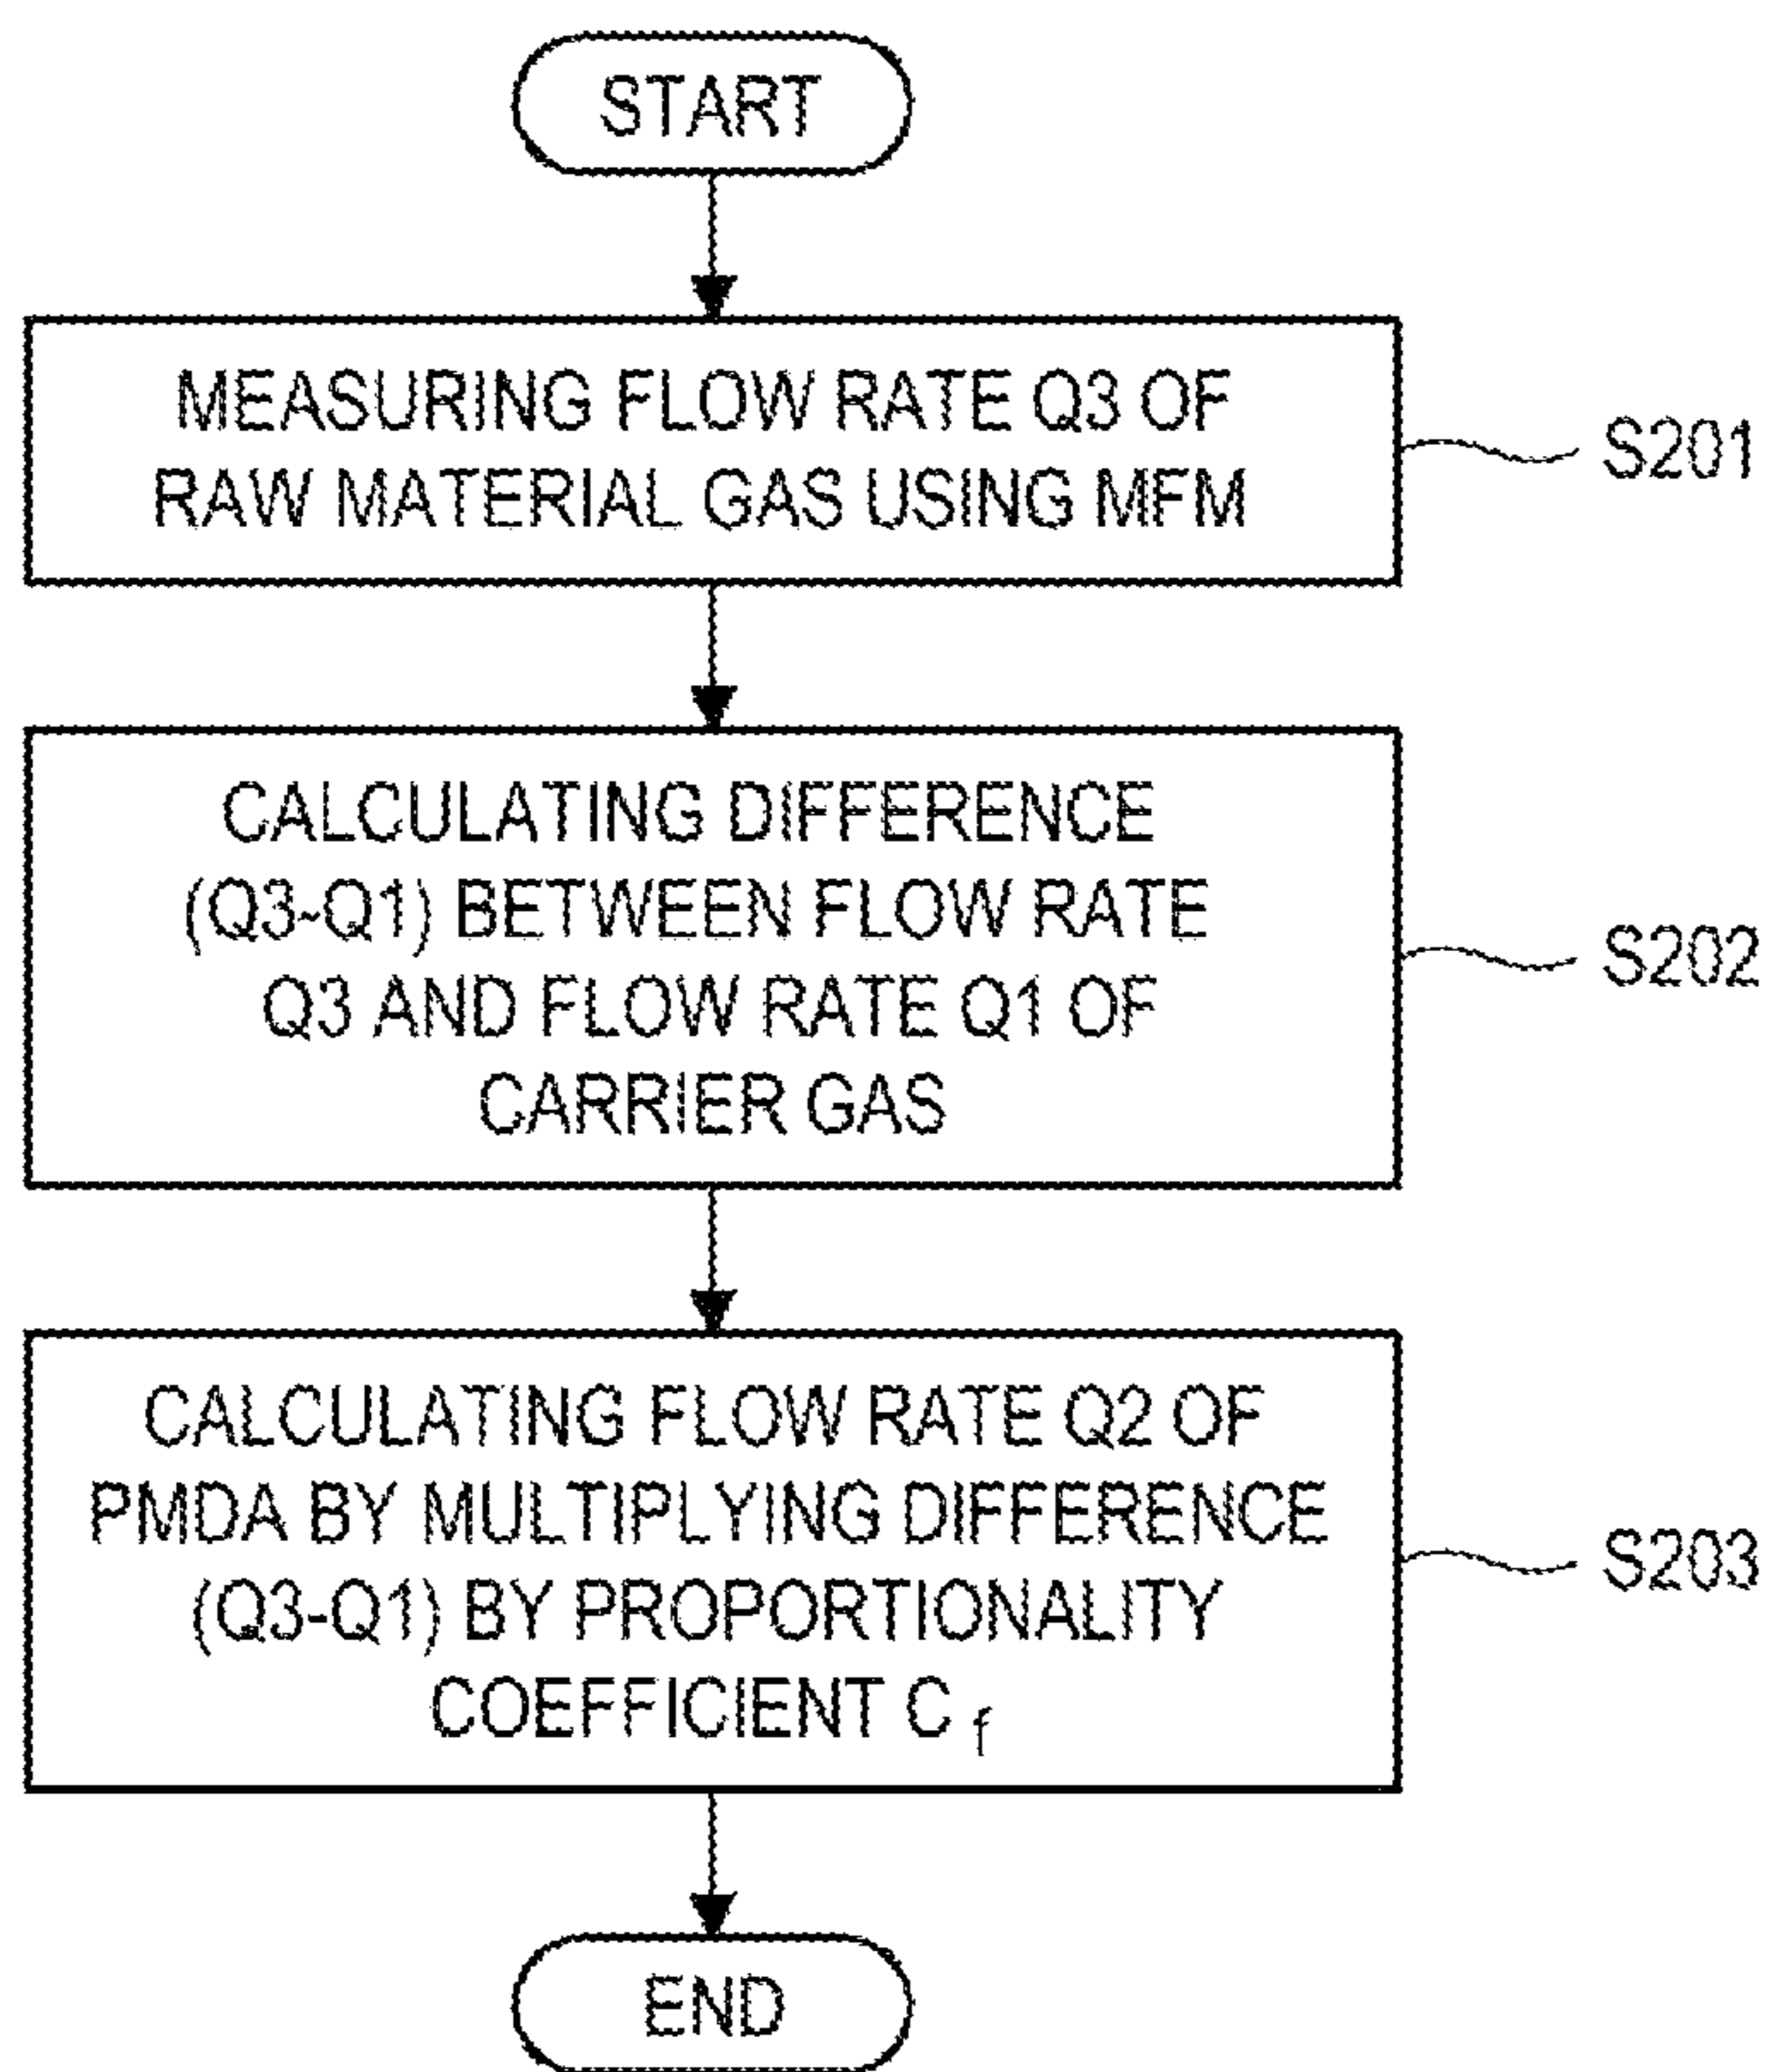 START
MEASURING FLOW RATE Q3 OF
RAW MATERIAL GAS USING MFM
S201
CALCULATING DIFFERENCE
(Q3-Q1) BETWEEN FLOW RATE
Q3 AND FLOW RATE Q1 OF
CARRIER GAS
S202
CALCULATING FLOW RATE Q2 OF
PMDA BY MULTIPLYING DIFFERENCE
(Q3-Q1) BY PROPORTIONALITY
COEFFICIENT C f
S203
END